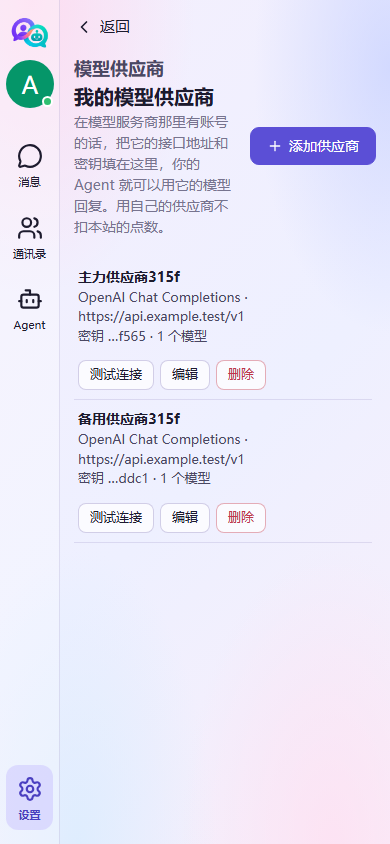 返回
模型供应商
我的模型供应商
在模型服务商那里有账号
的话，把它的接口地址和
密钥填在这里，你的
Agent 就可以用它的模型
回复。用自己的供应商不
扣本站的点数。
添加供应商
A
消息
通讯录
Agent
主力供应商315f
OpenAI Chat Completions ·
https://api.example.test/v1
密钥 …f565 · 1 个模型
测试连接 编辑 删除
备用供应商315f
OpenAI Chat Completions ·
https://api.example.test/v1
密钥 …ddc1 · 1 个模型
测试连接 编辑 删除
设置